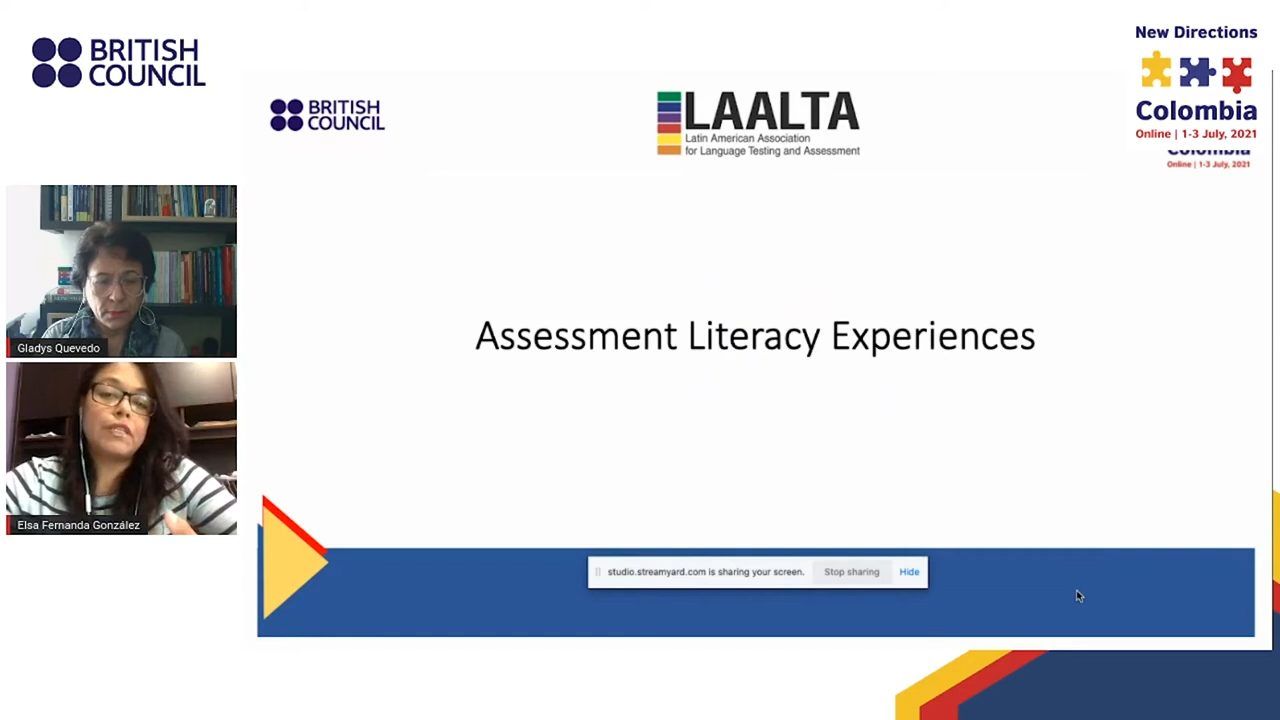 BRITISH
COUNCIL
New Directions
Colombia
Online | 1-3 July, 2021
BRITISH
COUNCIL
LAALTA
Latin American Association
for Language Testing and Assessment
Colombia
Online | 1-3 July, 2021
Gladys Quevedo
Assessment Literacy Experiences
Elsa Fernanda González
studio.streamyard.com is sharing your screen.
Stop sharing
Hide